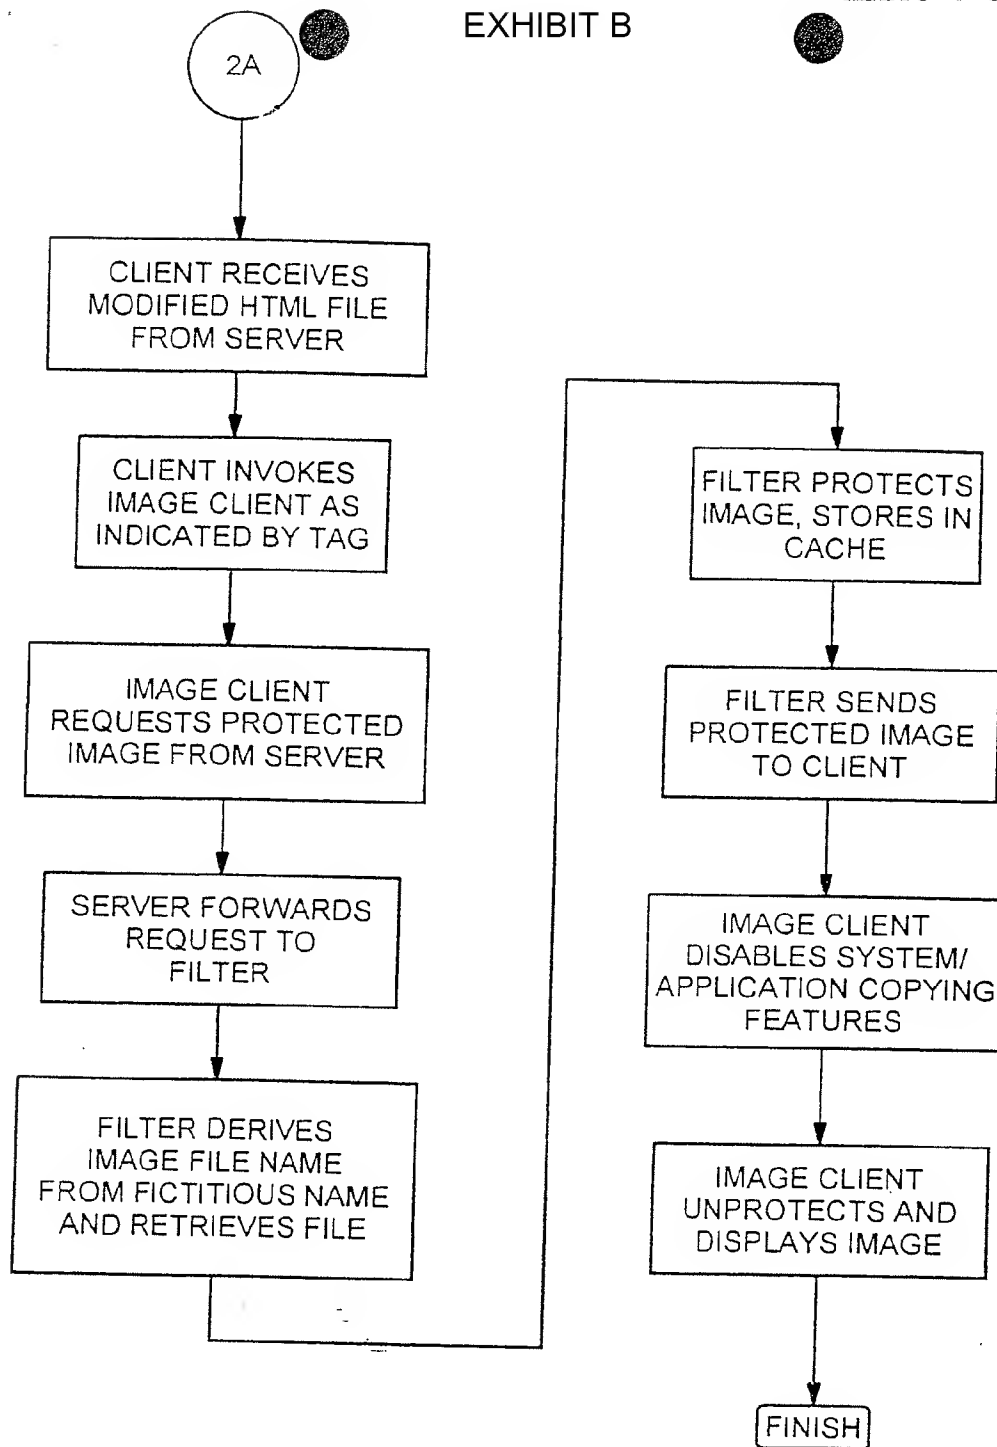 EXHIBIT B
2A
CLIENT RECEIVES
MODIFIED HTML FILE
FROM SERVER
CLIENT INVOKES
IMAGE CLIENT AS
INDICATED BY TAG
IMAGE CLIENT
REQUESTS PROTECTED
IMAGE FROM SERVER
SERVER FORWARDS
REQUEST TO
FILTER
FILTER DERIVES
IMAGE FILE NAME
FROM FICTITIOUS NAME
AND RETRIEVES FILE
FILTER PROTECTS
IMAGE, STORES IN
CACHE
FILTER SENDS
PROTECTED IMAGE
TO CLIENT
IMAGE CLIENT
DISABLES SYSTEM/
APPLICATION COPYING
FEATURES
IMAGE CLIENT
UNPROTECTS AND
DISPLAYS IMAGE
FINISH